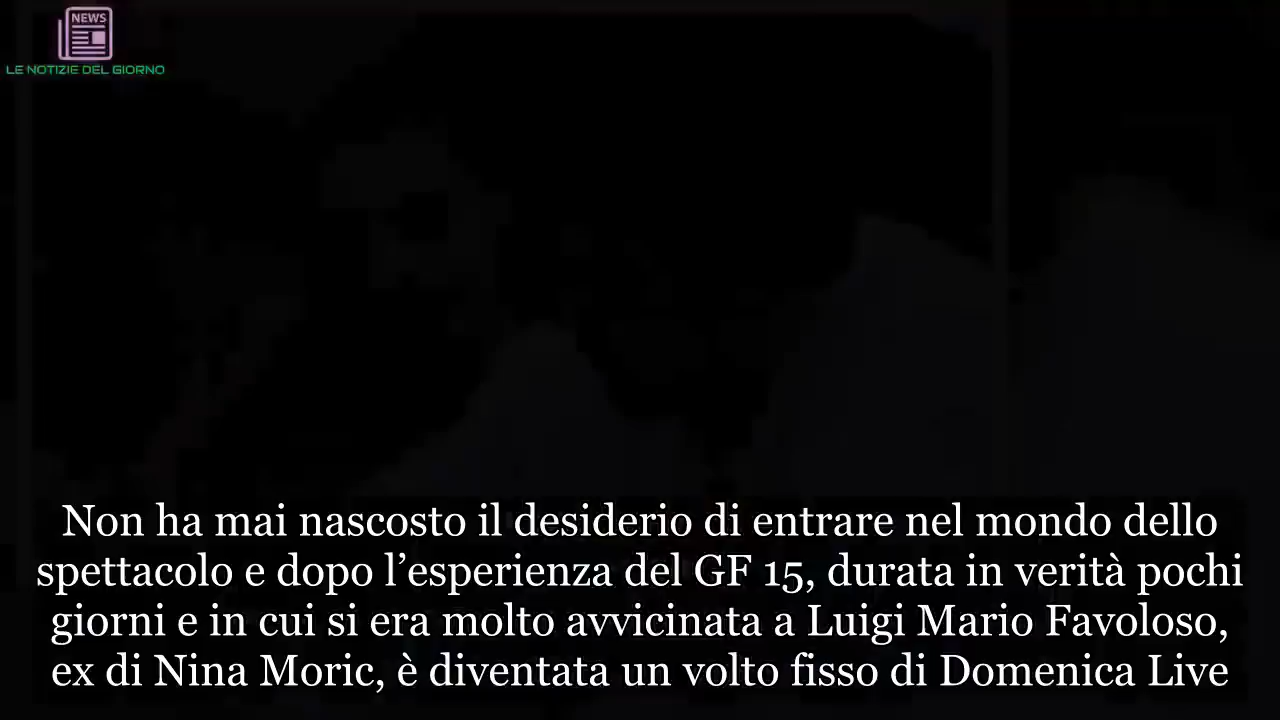 NEWS
LE NOTIZIE DEL GIORNO
Non ha mai nascosto il desiderio di entrare nel mondo dello
spettacolo e dopo l’esperienza del GF 15, durata in verità pochi
giorni e in cui si era molto avvicinata a Luigi Mario Favoloso,
ex di Nina Moric, è diventata un volto fisso di Domenica Live